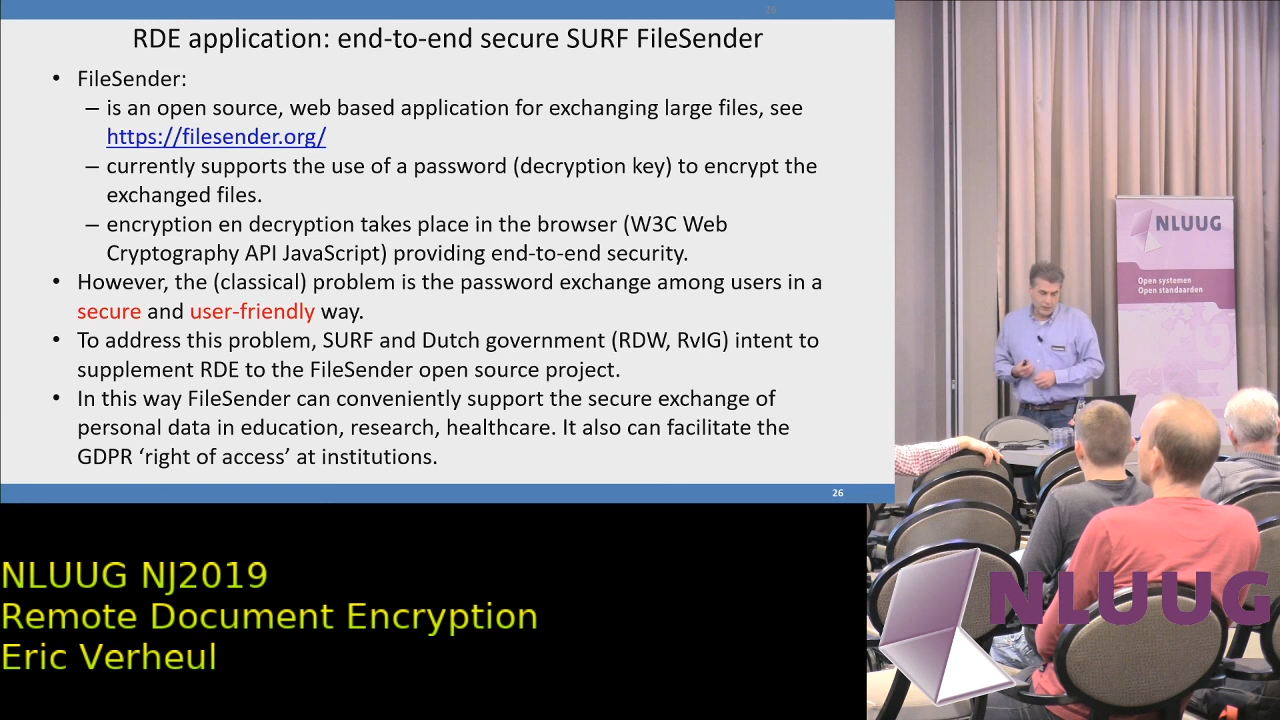 26
RDE application: end-to-end secure SURF FileSender
• FileSender:
– is an open source, web based application for exchanging large files, see
https://filesender.org/
– currently supports the use of a password (decryption key) to encrypt the
exchanged files.
– encryption en decryption takes place in the browser (W3C Web
Cryptography API JavaScript) providing end-to-end security.
• However, the (classical) problem is the password exchange among users in a
secure and user-friendly way.
• To address this problem, SURF and Dutch government (RDW, RvIG) intent to
supplement RDE to the FileSender open source project.
• In this way FileSender can conveniently support the secure exchange of
personal data in education, research, healthcare. It also can facilitate the
GDPR ‘right of access’ at institutions.
26
NLUUG
Open systemen
Open standaarden
NLUUG NJ2019
Remote Document Encryption
Eric Verheul
NLUUG